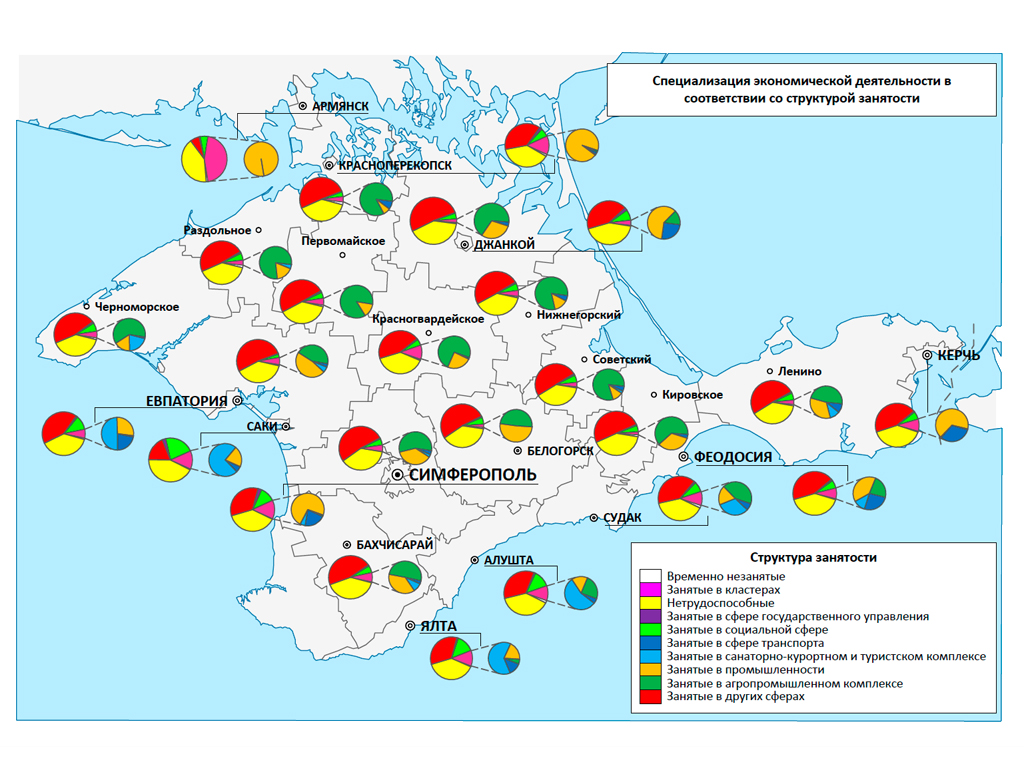 Специализация экономической деятельности в
соответствии со структурой занятости
АРМЯНСК
КРАСНОПЕРЕКОПСК
Раздольное
Первомайское
ДЖАНКОЙ
Черноморское
Красногвардейское
Нижнегорский
Советский
КЕРЧЬ
Ленино
Кировское
ЕВПАТОРИЯ
САКИ
БЕЛОГОРСК
ФЕОДОСИЯ
СИМФЕРОПОЛЬ
СУДАК
БАХЧИСАРАЙ
АЛУШТА
ЯЛТА
Структура занятости
Временно незанятые
Занятые в кластерах
Нетрудоспособные
Занятые в сфере государственного управления
Занятые в социальной сфере
Занятые в сфере транспорта
Занятые в санаторно-курортном и туристском комплексе
Занятые в промышленности
Занятые в агропромышленном комплексе
Занятые в других сферах